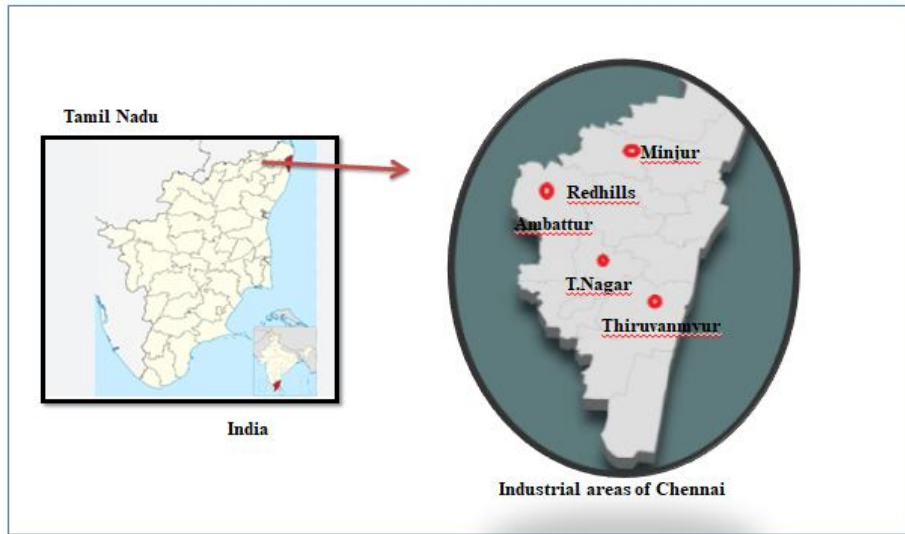 Tamil Nadu
Minjur
Redhills
Ambattur
T.Nagar
Thiruvanmyur
India
Industrial areas of Chennai